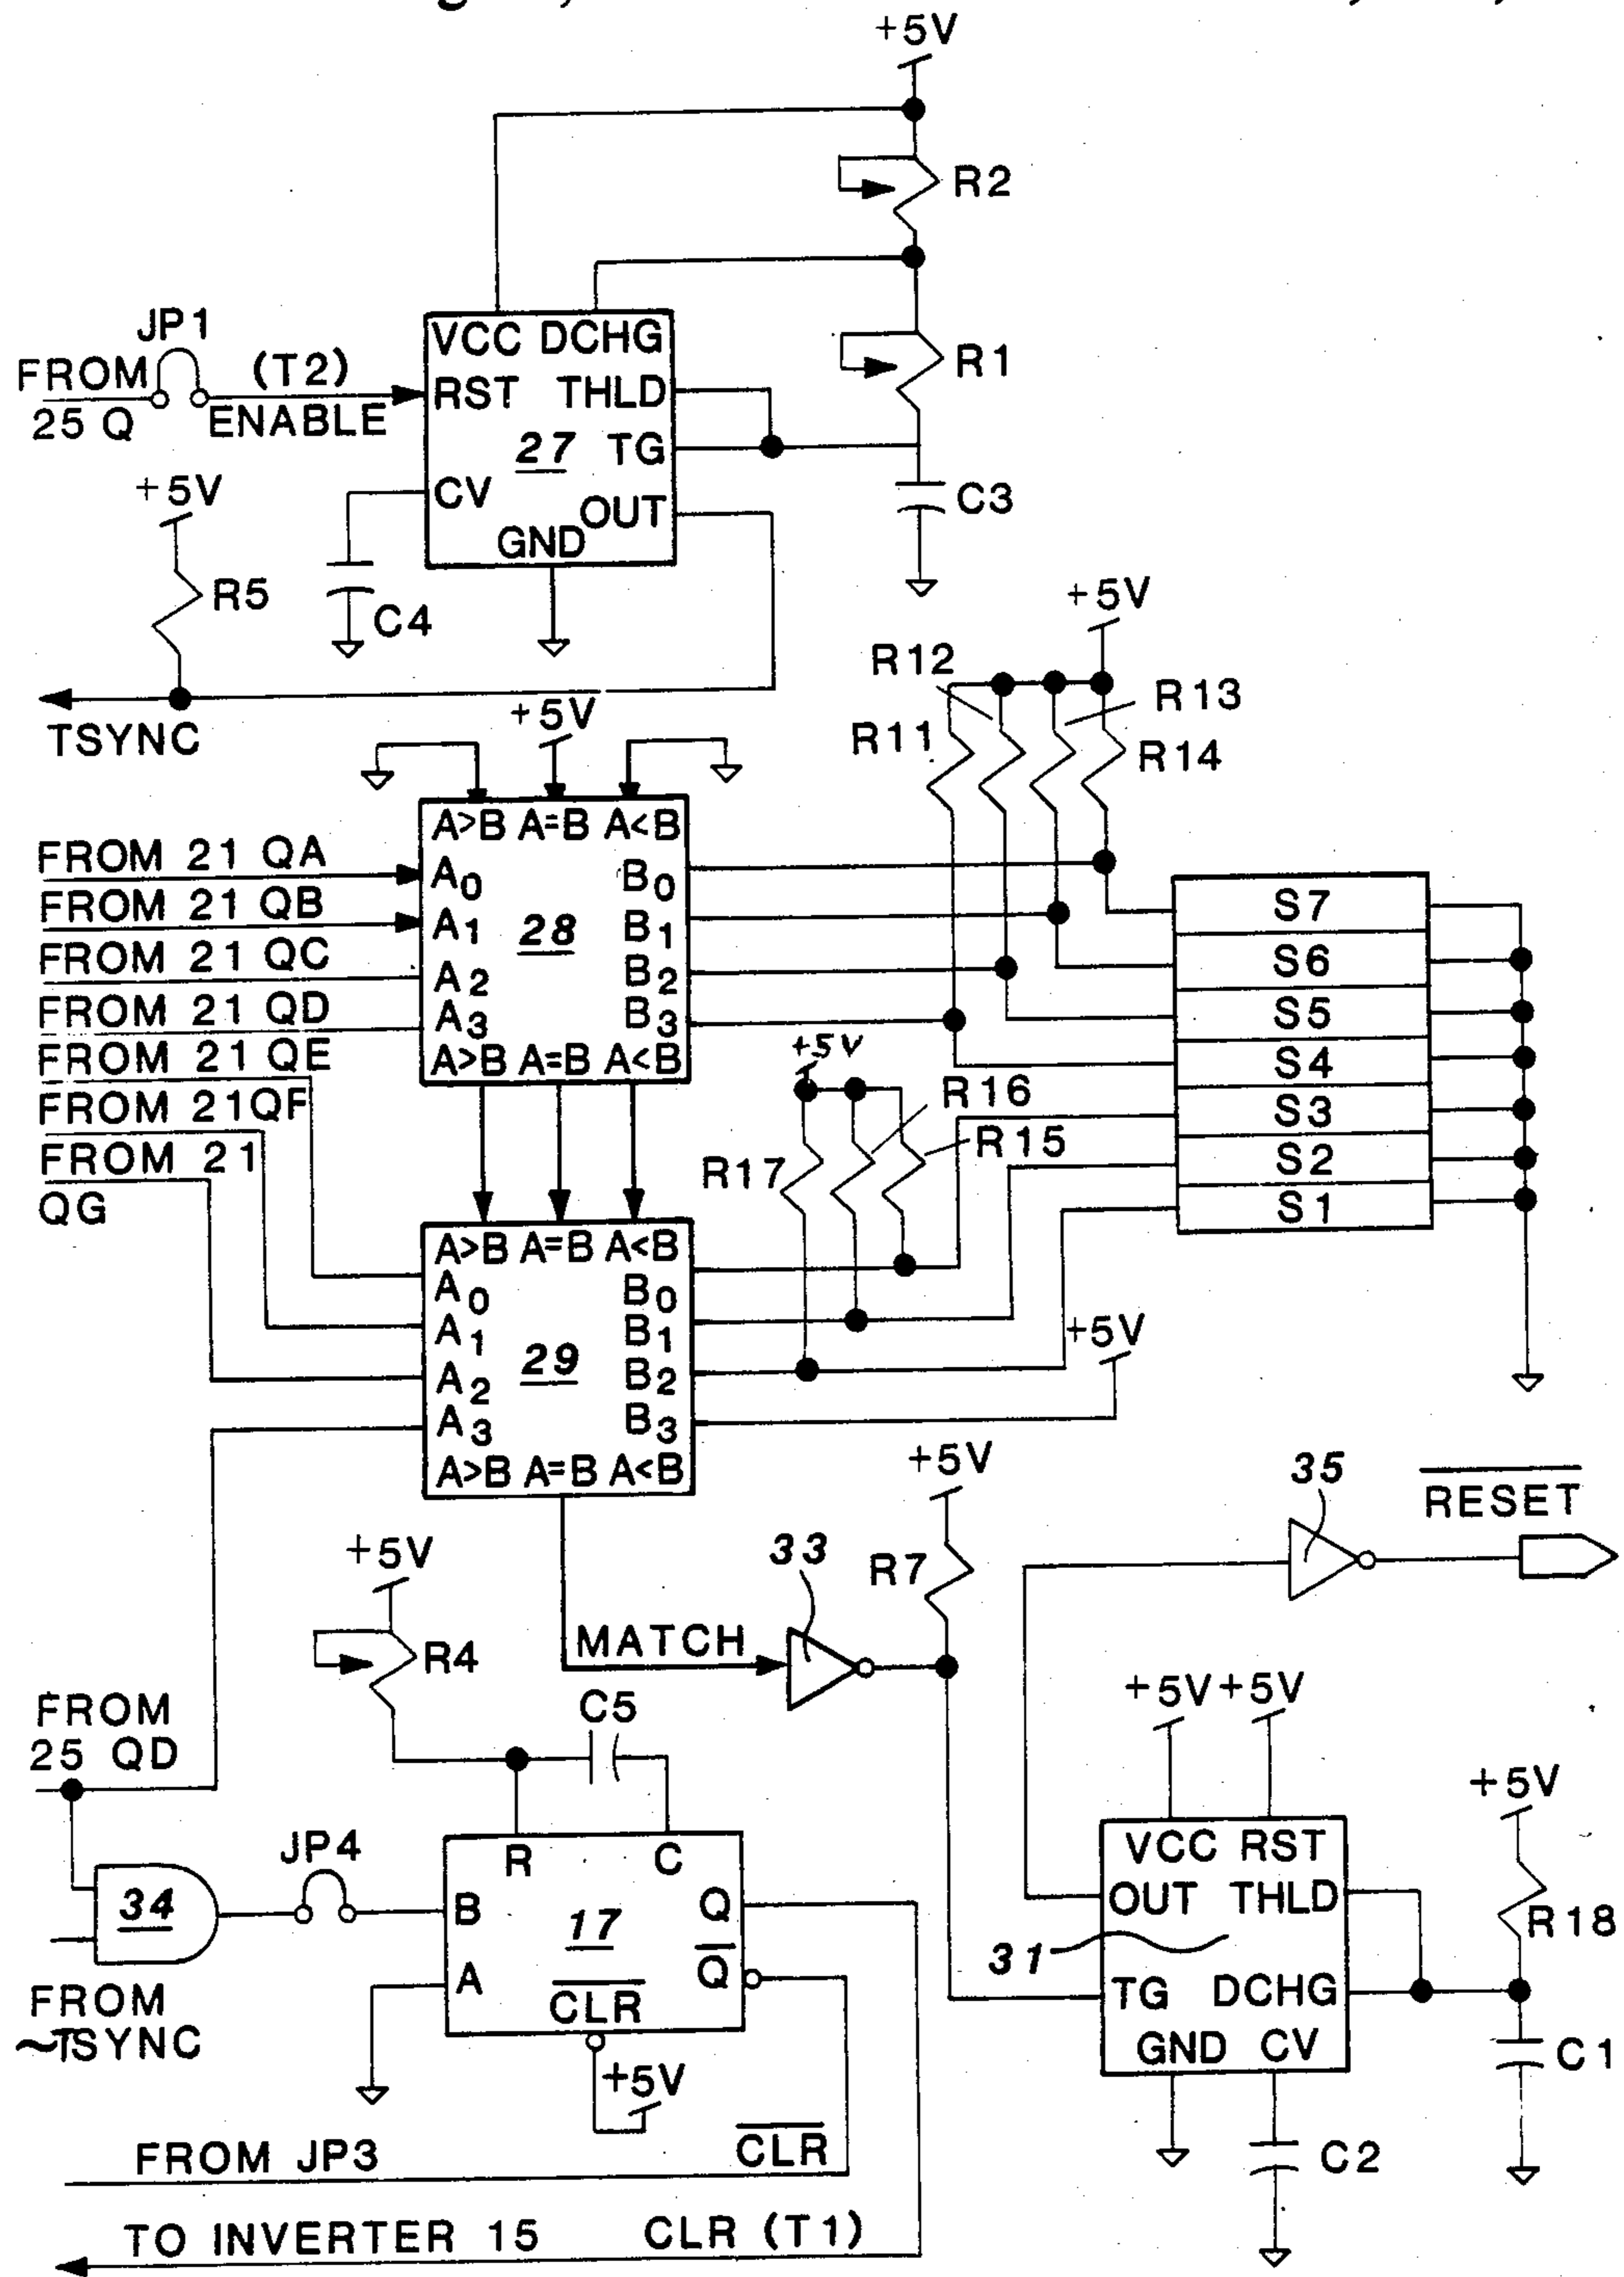 +5V
R2
JP1
FROM
25 Q
(T2)
ENABLE
VCC DCHG
RST THLD
27 TG
CV
OUT
GND
R1
C3
+5V
R5
C4
TSYNC
+5V
+5V
R12
R13
R11
R14
A>B A=B A<B
FROM 21 QA
A0 B0
FROM 21 QB
A1 28 B1
FROM 21 QC
A2 B2
FROM 21 QD
A3 B3
FROM 21 QE
A>B A=B A<B
FROM 21QF
FROM 21
QG
S7
S6
S5
S4
S3
S2
S1
+5V
R16
R15
R17
A>B A=B A<B
A0 B0
A1 B1
29
A2 B2
A3 B3
A>B A=B A<B
+5V
+5V
R7
33
MATCH
35
RESET
+5V
R4
C5
FROM
25 QD
JP4
34
FROM
~TSYNC
R C
B Q
17
A Q
CLR
+5V
+5V +5V
VCC RST
OUT THLD
31
TG DCHG
GND CV
+5V
R18
C1
C2
FROM JP3 CLR
TO INVERTER 15 CLR (T1)